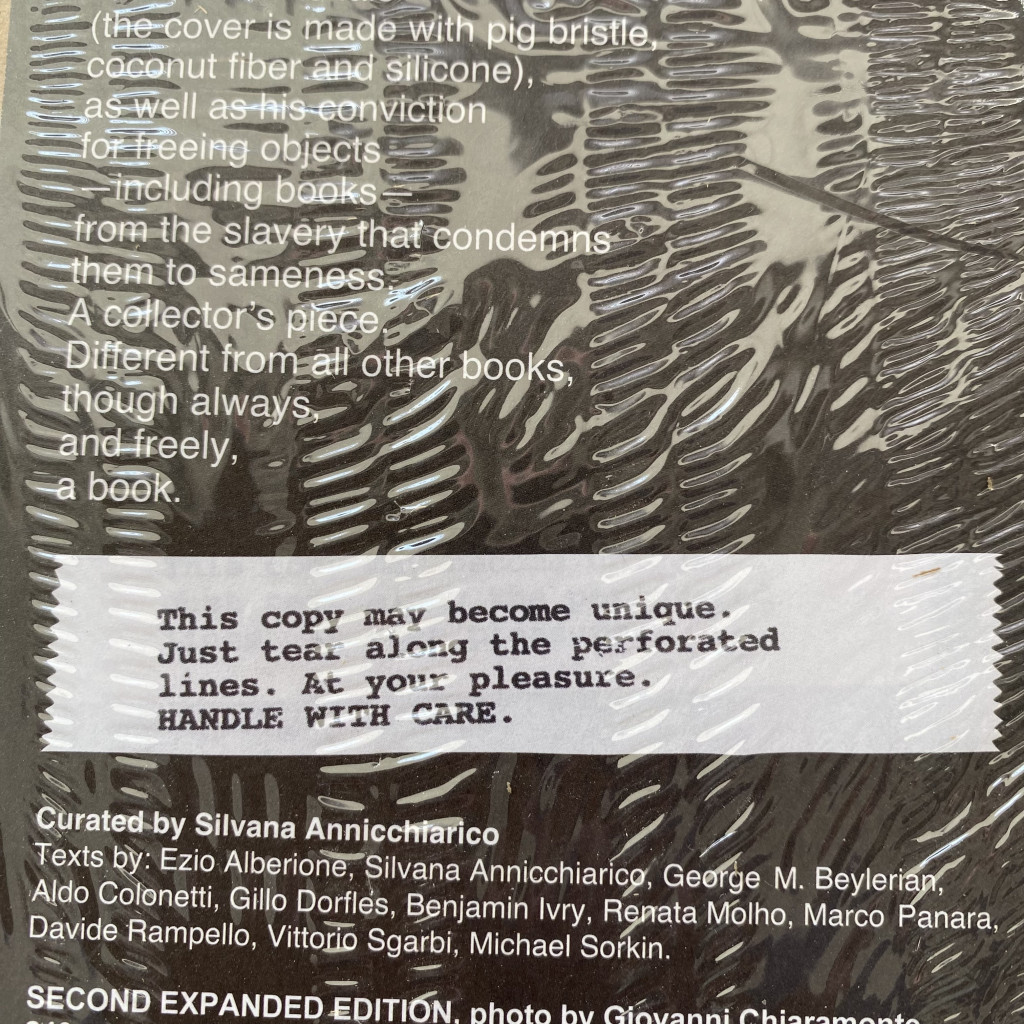 (the cover is made with pig bristle,
coconut fiber and silicone),
as well as his conviction
for freeing objects
—including books—
from the slavery that condemns
them to sameness.
A collector's piece.
Different from all other books,
though always,
and freely,
a book.
This copy may become unique.
Just tear along the perforated
lines. At your pleasure.
HANDLE WITH CARE.
Curated by Silvana Annicchiarico
Texts by: Ezio Alberione, Silvana Annicchiarico, George M. Beylerian,
Aldo Colonetti, Gillo Dorfles, Benjamin Ivry, Renata Molho, Marco Panara,
Davide Rampello, Vittorio Sgarbi, Michael Sorkin.
SECOND EXPANDED EDITION, photo by Giovanni Chiaramonte